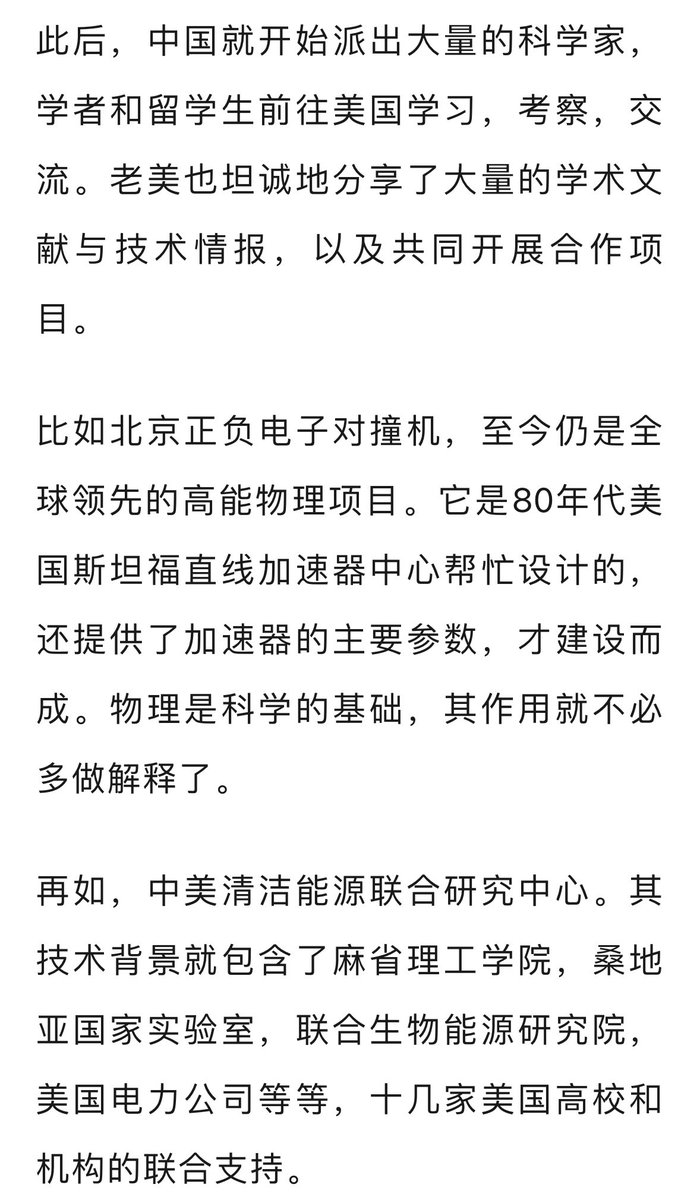 此后，中国就开始派出大量的科学家，
学者和留学生前往美国学习，考察，交
流。老美也坦诚地分享了大量的学术文
献与技术情报，以及共同开展合作项
目。
比如北京正负电子对撞机，至今仍是全
球领先的高能物理项目。它是80年代美
国斯坦福直线加速器中心帮忙设计的，
还提供了加速器的主要参数，才建设而
成。物理是科学的基础，其作用就不必
多做解释了。
再如，中美清洁能源联合研究中心。其
技术背景就包含了麻省理工学院，桑地
亚国家实验室，联合生物能源研究院，
美国电力公司等等，十几家美国高校和
机构的联合支持。